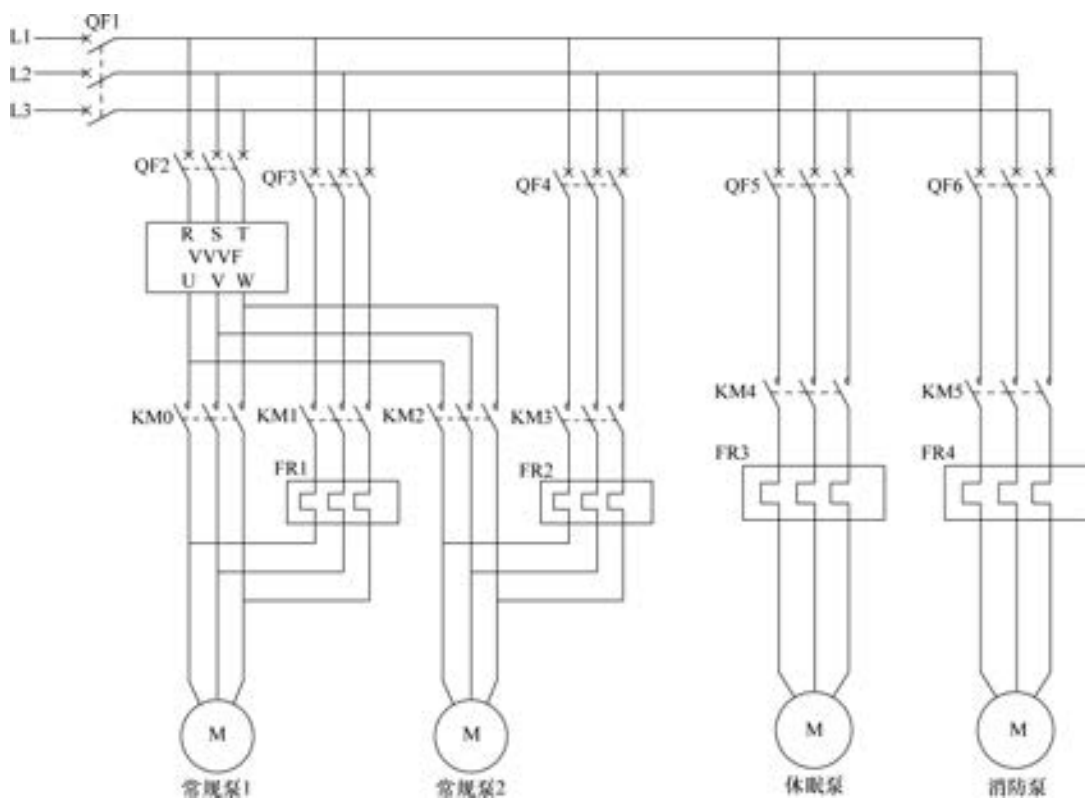 QF1
L1
L2
L3
QF2 QF3 QF4 QF5 QF6
R S T
VVVF
U V W
KM4 KM5
KM0 KM1 KM2 KM3
FR3 FR4
FR1 FR2
M M M M
常规泵1 常规泵2 休眠泵 消防泵